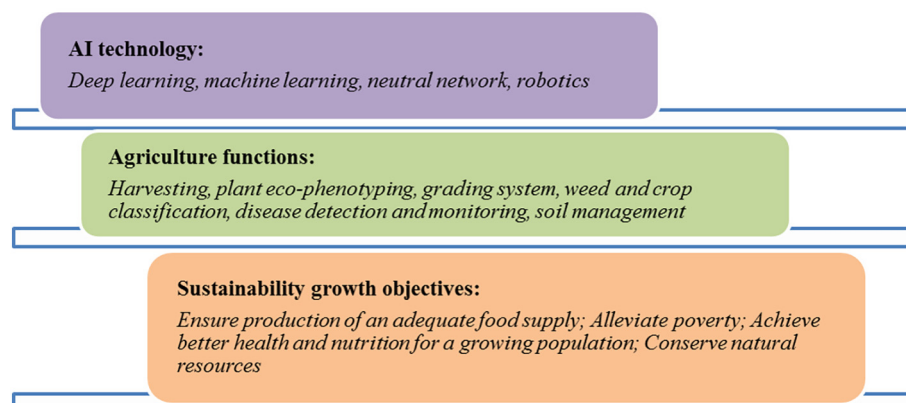 AI technology:
Deep learning, machine learning, neutral network, robotics
Agriculture functions:
Harvesting, plant eco-phenotyping, grading system, weed and crop
classification, disease detection and monitoring, soil management
Sustainability growth objectives:
Ensure production of an adequate food supply; Alleviate poverty; Achieve
better health and nutrition for a growing population; Conserve natural
resources